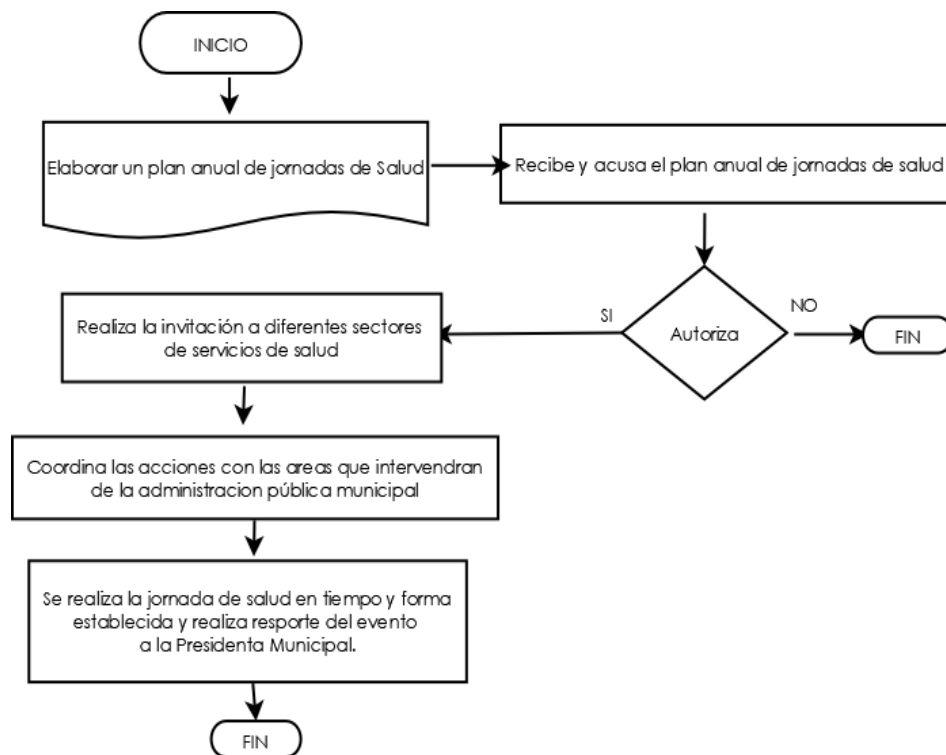 INICIO
Elaborar un plan anual de jornadas de Salud
Recibe y acusa el plan anual de jornadas de salud
Autoriza
SI
NO
FIN
Realiza la invitación a diferentes sectores
de servicios de salud
Coordina las acciones con las areas que intervendran
de la administracion pública municipal
Se realiza la jornada de salud en tiempo y forma
establecida y realiza resporte del evento
a la Presidenta Municipal.
FIN